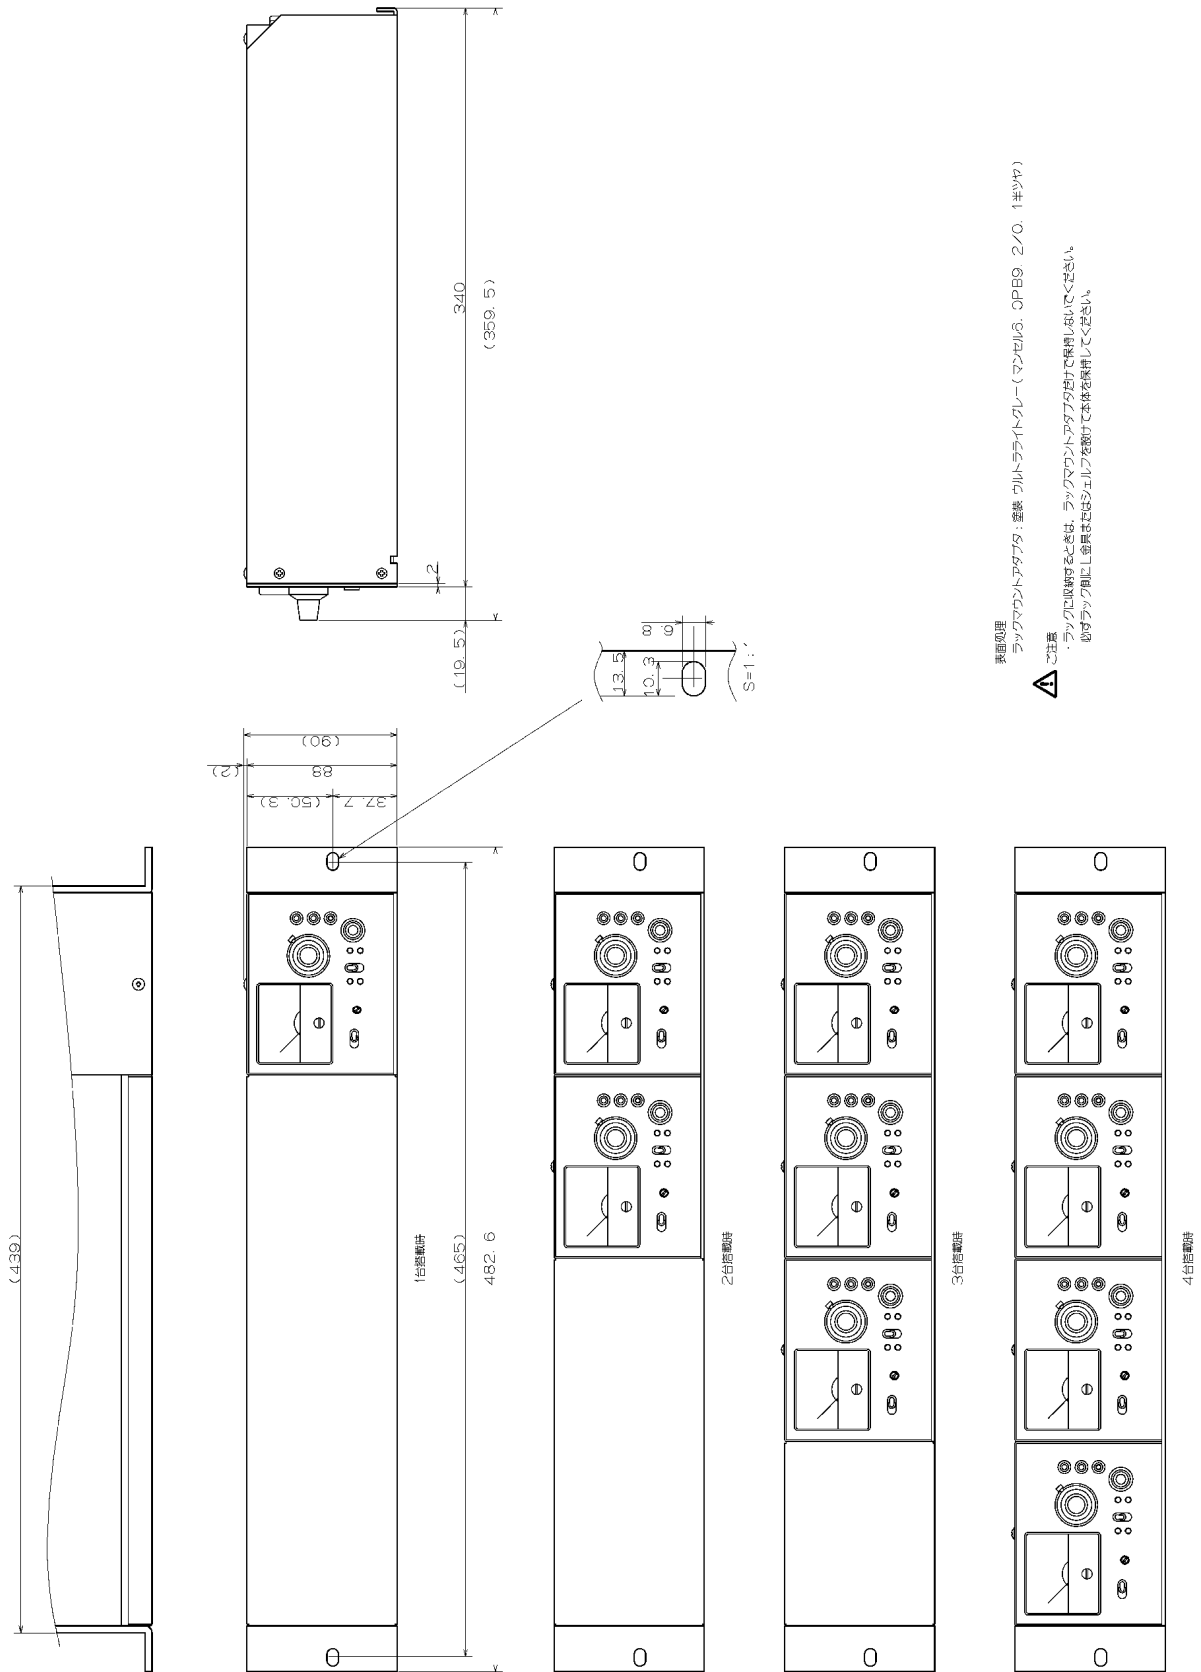 (439)
1台搭載時
(465)
482.6
(2)
(90)
88
(50.3)
37.7
2台搭載時
3台搭載時
4台搭載時
340
(359.5)
2
(19.5)
13.5
10.3
6.8
S=1:
表面処理
ラックマウントアダプタ:塗装 ウルトラライトグレー(マンセル6.0PB9.2/0.1半ツヤ)
ご注意
・ラックに収納するときは、ラックマウントアダプタだけで保持しないでください。
必ずラック側にL金具またはシェルフを設けて本体を保持してください。